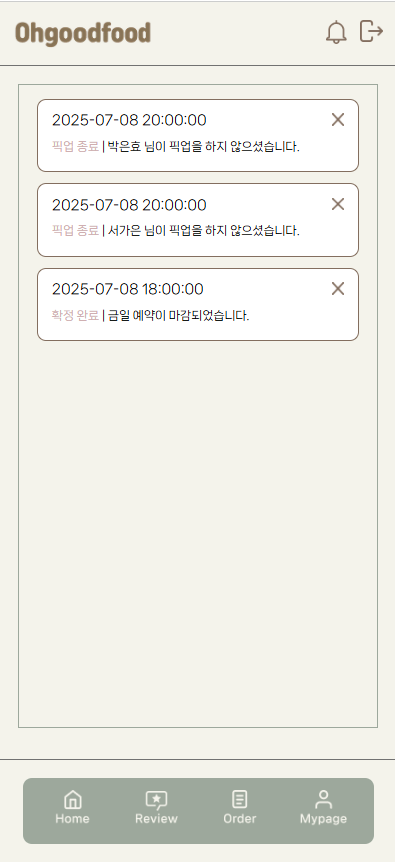 Ohgoodfood
2025-07-08 20:00:00
픽업 종료 | 박은효 님이 픽업을 하지 않으셨습니다.
2025-07-08 20:00:00
픽업 종료 | 서가은 님이 픽업을 하지 않으셨습니다.
2025-07-08 18:00:00
확정 완료 | 금일 예약이 마감되었습니다.
Home Review Order Mypage